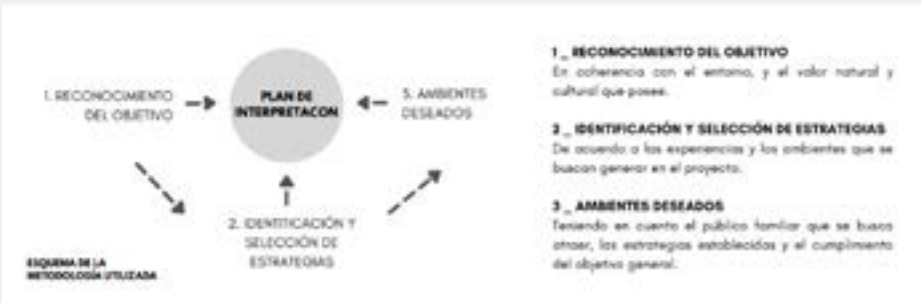 1. RECONOCIMIENTO
DEL OBJETIVO
PLAN DE
INTERPRETACON
3. AMBIENTES
DESEADOS
2. IDENTIFICACIÓN Y
SELECCIÓN DE
ESTRATEGIAS
ESQUEMA DE LA
METODOLOGÍA UTILIZADA
1 _ RECONOCIMIENTO DEL OBJETIVO
En coherencia con el entorno, y el valor natural y
cultural que posee.
2 _ IDENTIFICACIÓN Y SELECCIÓN DE ESTRATEGIAS
De acuerdo a las experiencias y los ambientes que se
buscan generar en el proyecto.
3 _ AMBIENTES DESEADOS
Teniendo en cuenta el público familiar que se busca
atraer, las estrategias establecidas y el cumplimiento
del objetivo general.